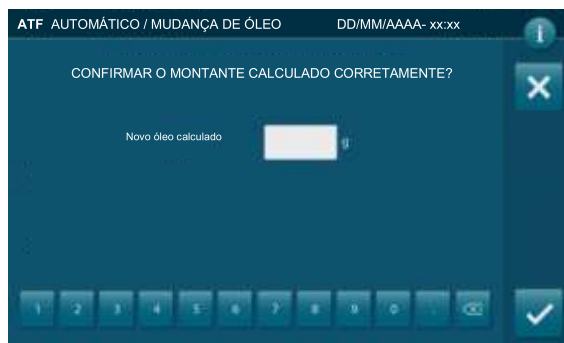 ATF AUTOMÁTICO / MUDANÇA DE ÓLEO DD/MM/AAAA- xx:xx
i
CONFIRMAR O MONTANTE CALCULADO CORRETAMENTE?
Novo óleo calculado g
1 2 3 4 5 6 7 8 9 0 .